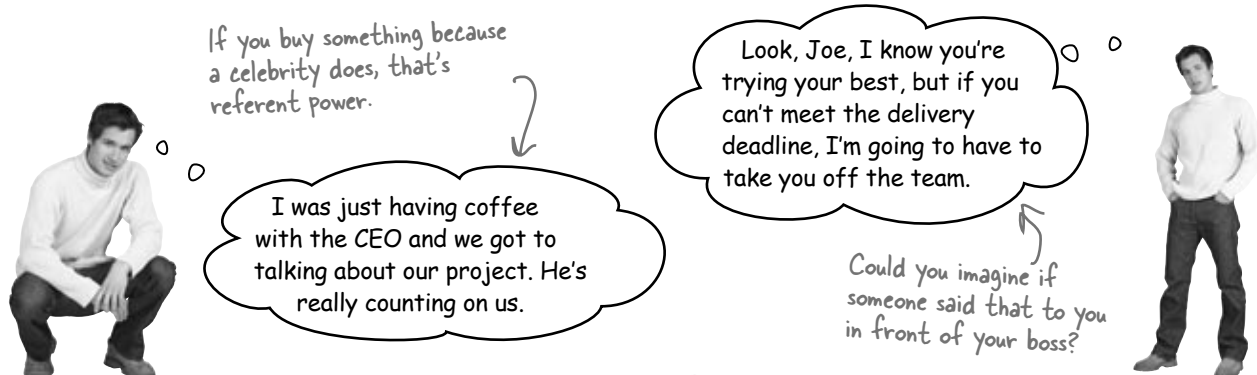 If you buy something because
a celebrity does, that's
referent power.
I was just having coffee
with the CEO and we got to
talking about our project. He's
really counting on us.
Look, Joe, I know you're
trying your best, but if you
can't meet the delivery
deadline, I'm going to have to
take you off the team.
Could you imagine if
someone said that to you
in front of your boss?